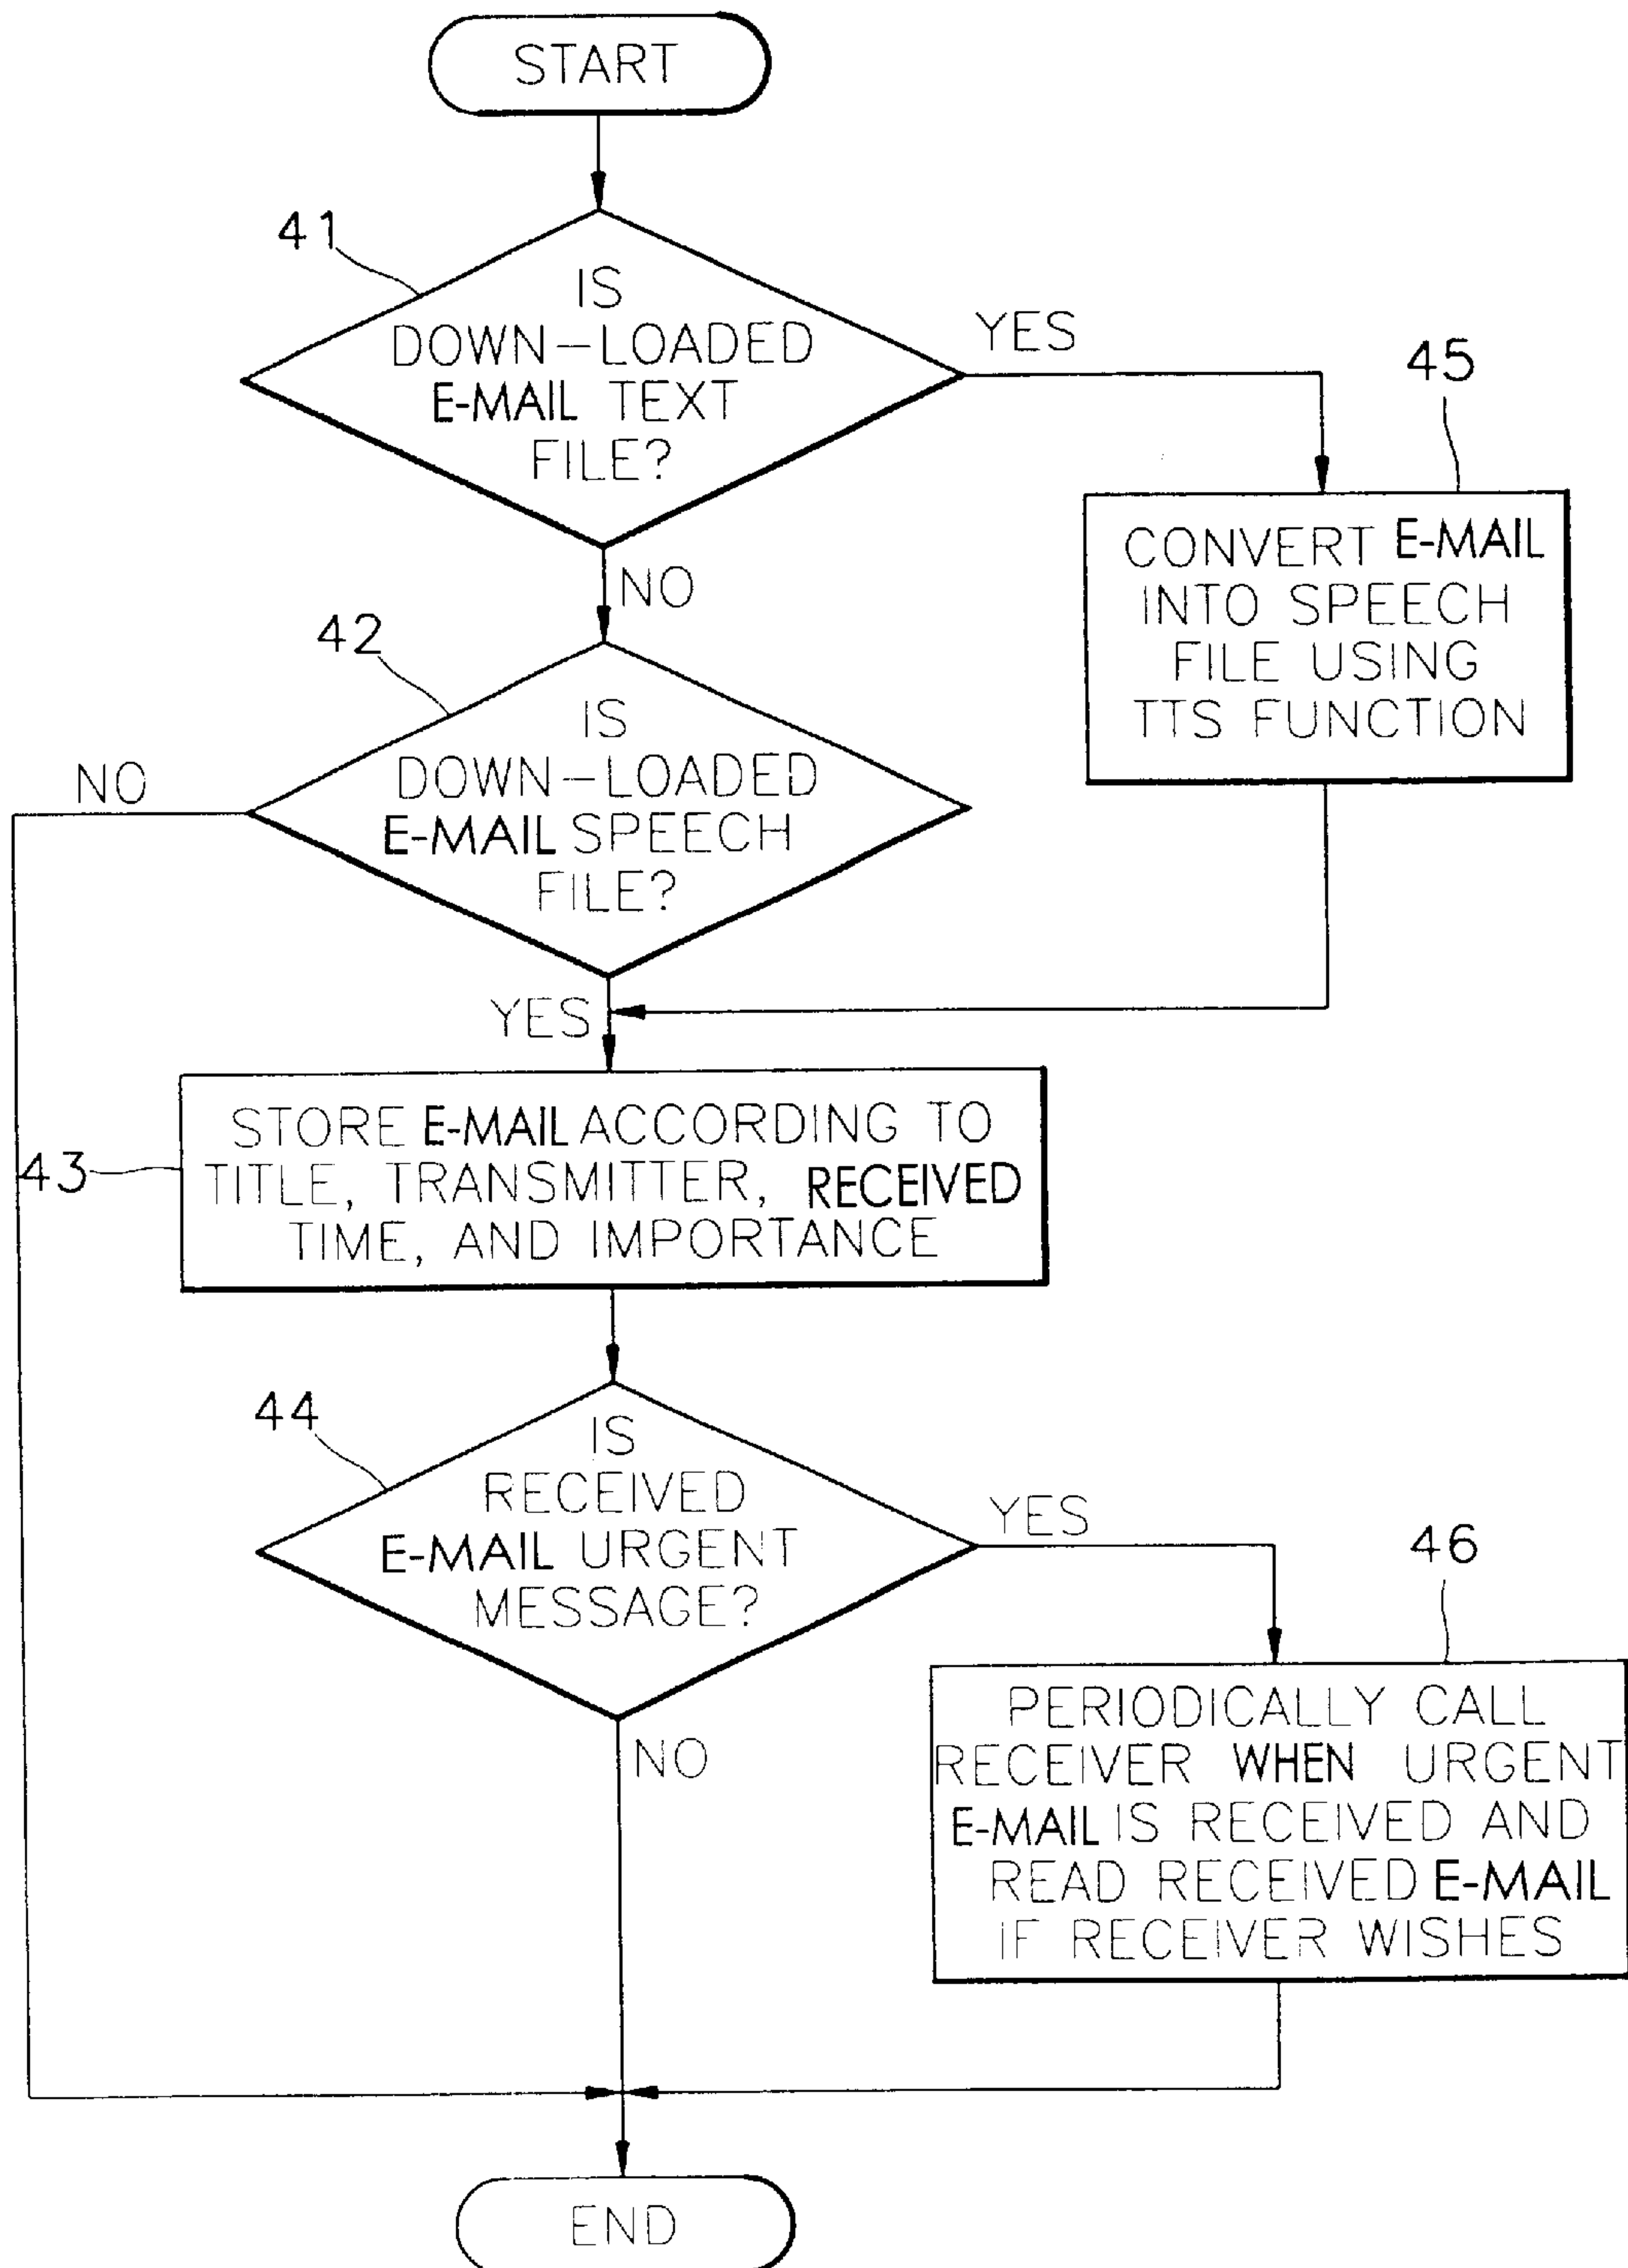 START
41
IS
DOWN-LOADED
E-MAIL TEXT
FILE?
YES
45
CONVERT E-MAIL
INTO SPEECH
FILE USING
TTS FUNCTION
NO
42
IS
DOWN-LOADED
E-MAIL SPEECH
FILE?
NO
YES
43
STORE E-MAIL ACCORDING TO
TITLE, TRANSMITTER, RECEIVED
TIME, AND IMPORTANCE
44
IS
RECEIVED
E-MAIL URGENT
MESSAGE?
YES
46
PERIODICALLY CALL
RECEIVER WHEN URGENT
E-MAIL IS RECEIVED AND
READ RECEIVED E-MAIL
IF RECEIVER WISHES
NO
END